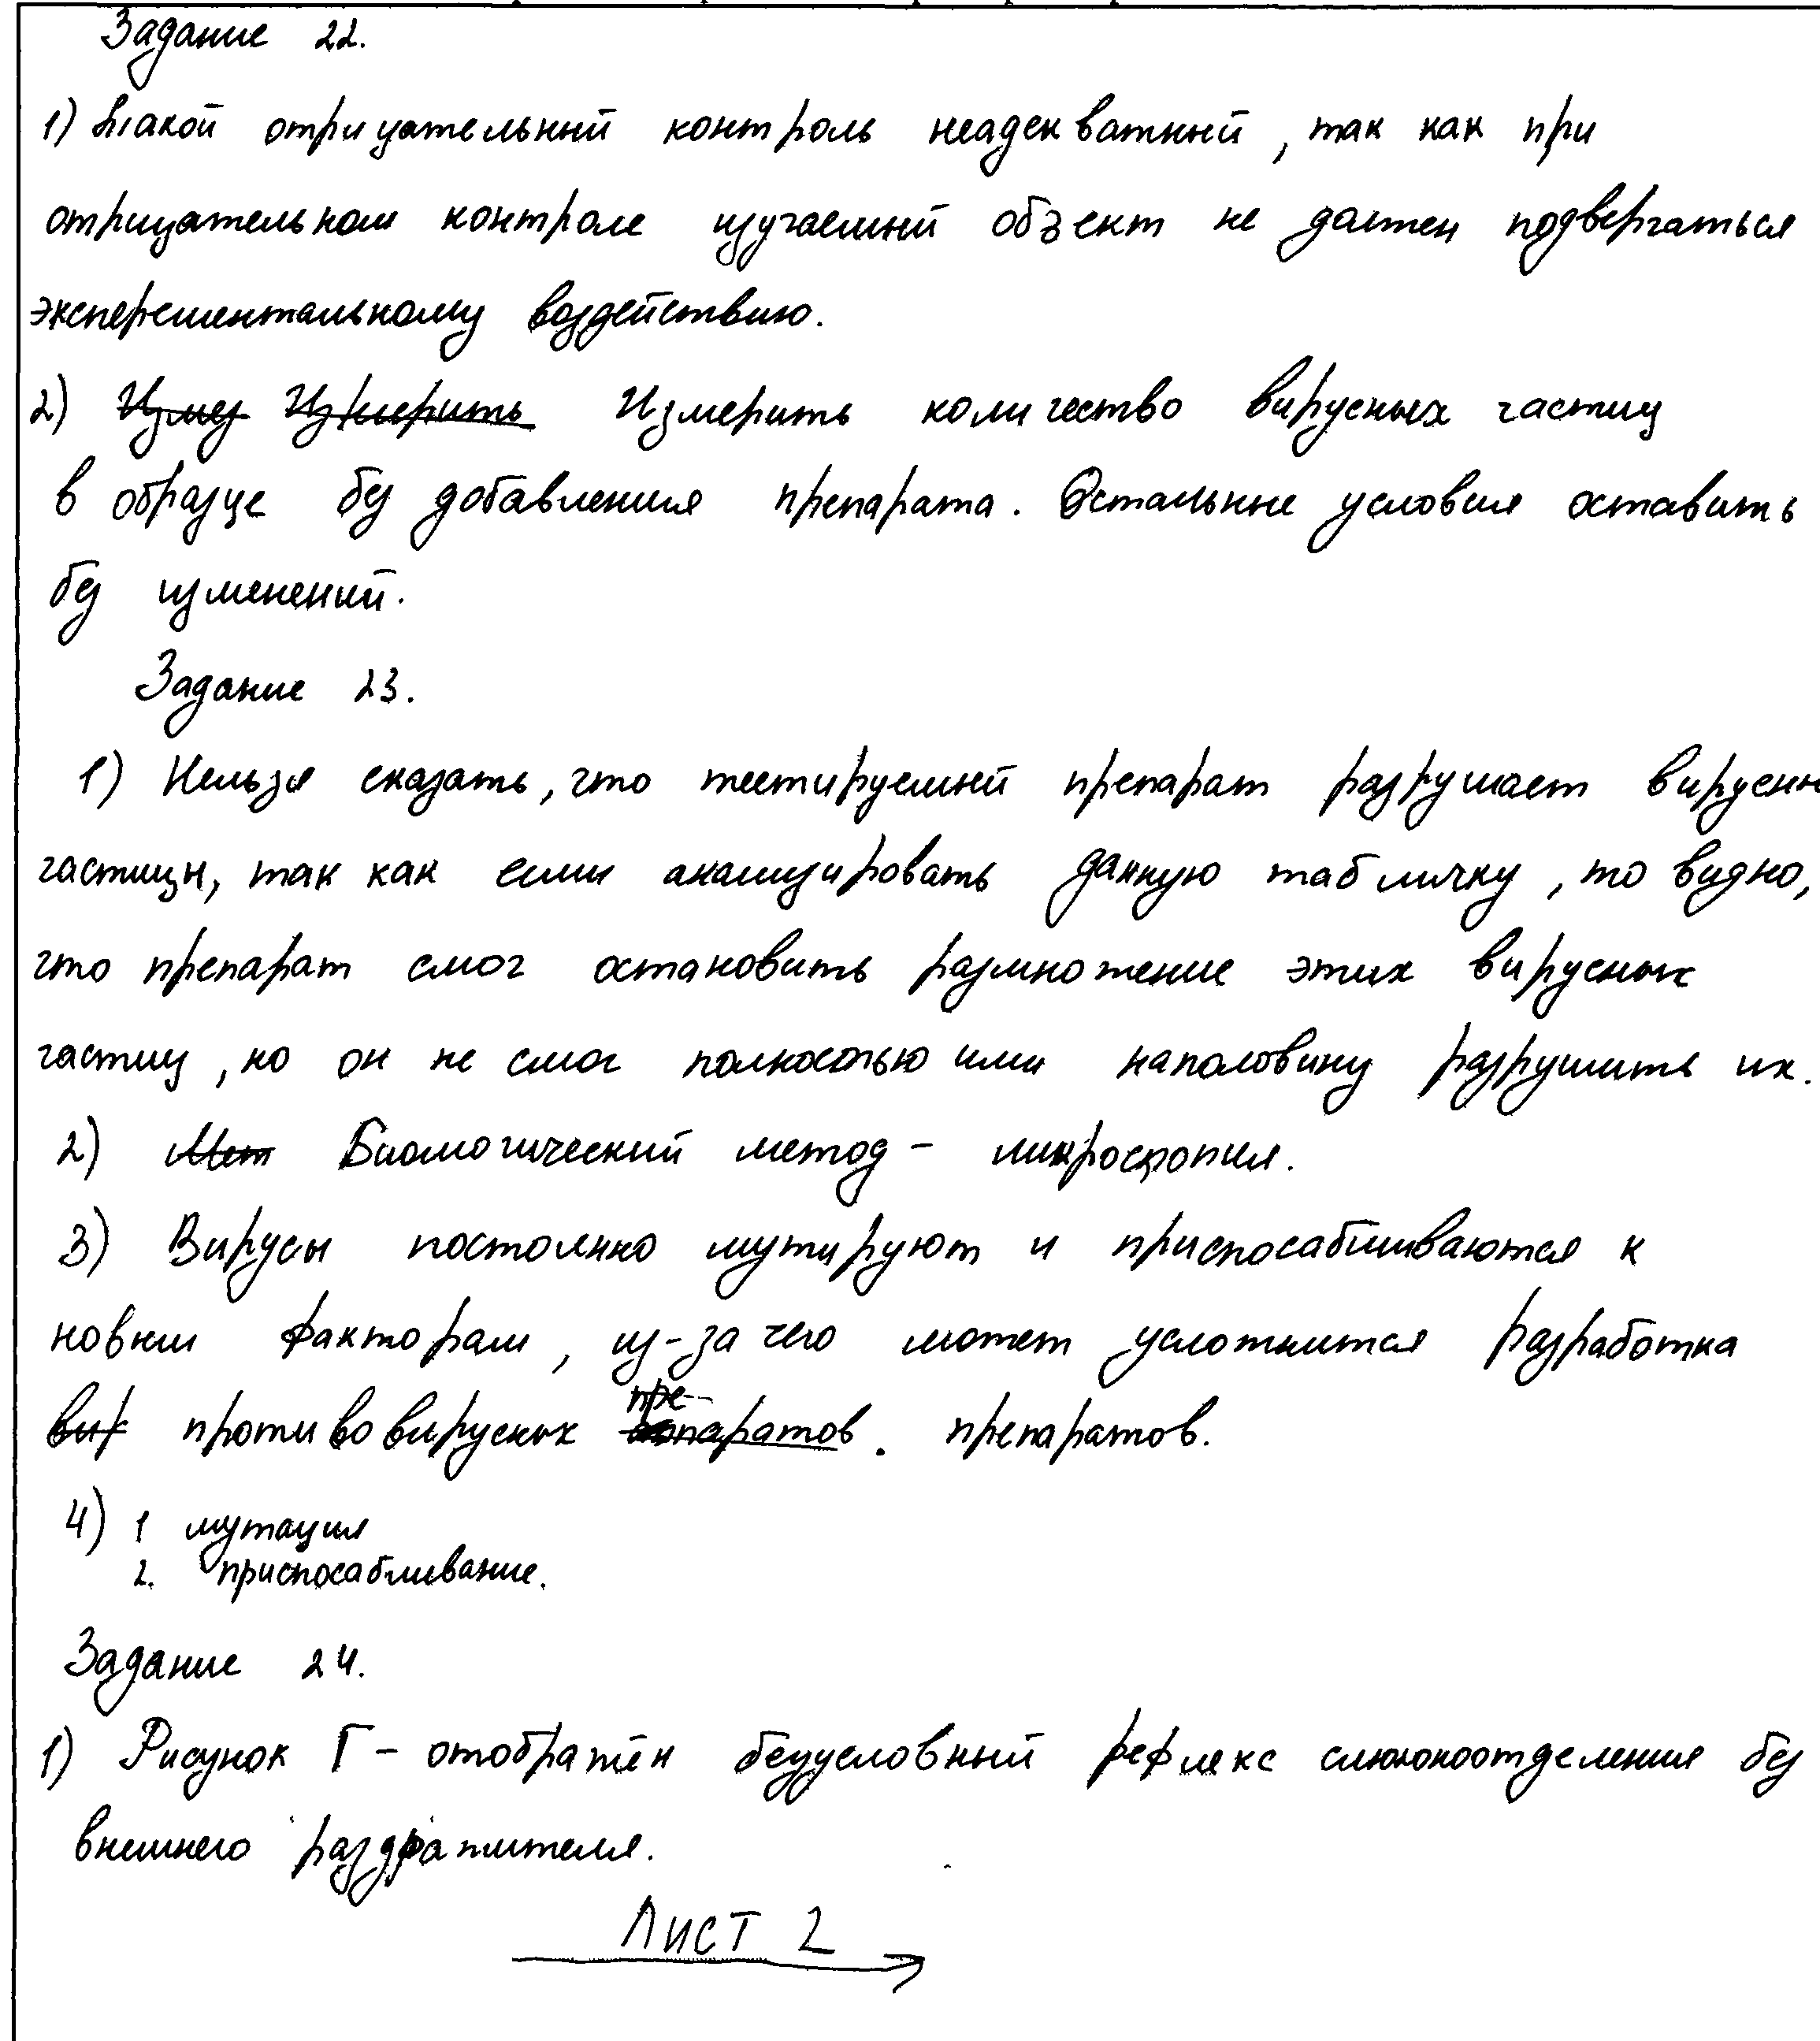 Задание 22.
1) Такой отрицательный контроль неадекватный, так как при
отрицательном контроле изучаемый объект не должен подвергаться
эксперементальному воздействию.
2) Измер Измерить Измерить количество вирусных частиц
в образце без добавления препарата. Остальные условия оставить
без изменений.
Задание 23.
1) Нельзя сказать, что тестируемый препарат разрушает вирусны
частицы, так как если анализировать данную табличку, то видно,
что препарат смог остановить размножение этих вирусных
частиц, но он не смог полностью или наполовину разрушить их.
2) Мет Биологический метод - микроскопия.
3) Вирусы постоянно мутируют и приспосабливаются к
новым факторам, из-за чего может усложнится разработка
вир противовирусных пре- паратов. препаратов.
4) 1 мутация
2. приспосабливание.
Задание 24.
1) Рисунок Г - отображён безусловный рефлекс слюноотделения без
внешнего раздражителя.
Лист 2